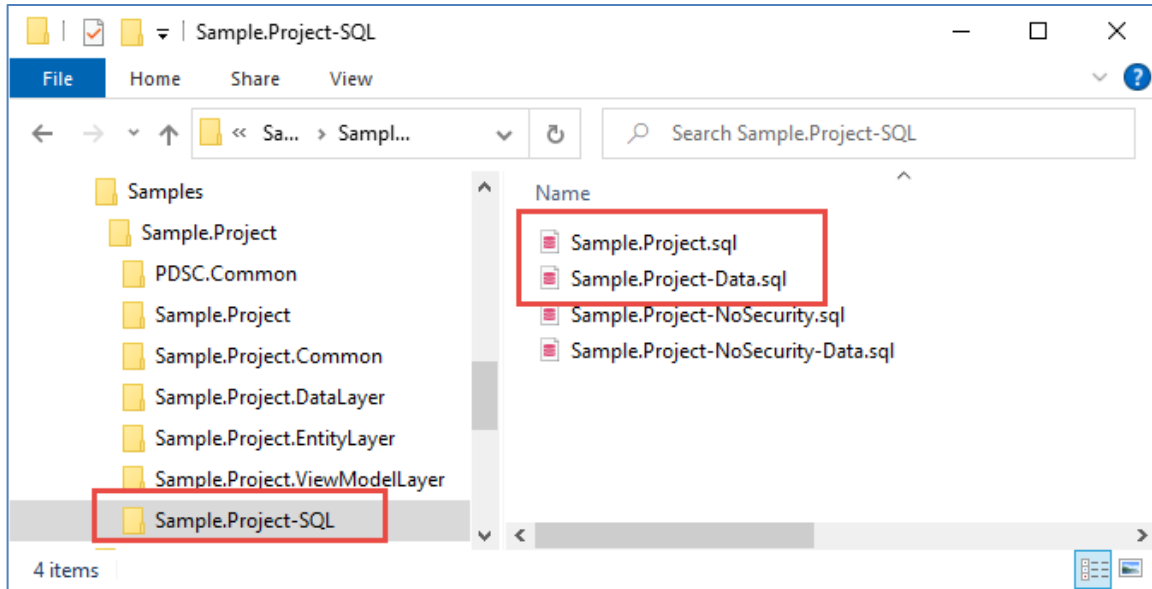 Sample.Project-SQL
File Home Share View
?
« Sa... › Sampl... Search Sample.Project-SQL
Samples
Sample.Project
PDSC.Common
Sample.Project
Sample.Project.Common
Sample.Project.DataLayer
Sample.Project.EntityLayer
Sample.Project.ViewModelLayer
Sample.Project-SQL
Name
Sample.Project.sql
Sample.Project-Data.sql
Sample.Project-NoSecurity.sql
Sample.Project-NoSecurity-Data.sql
4 items